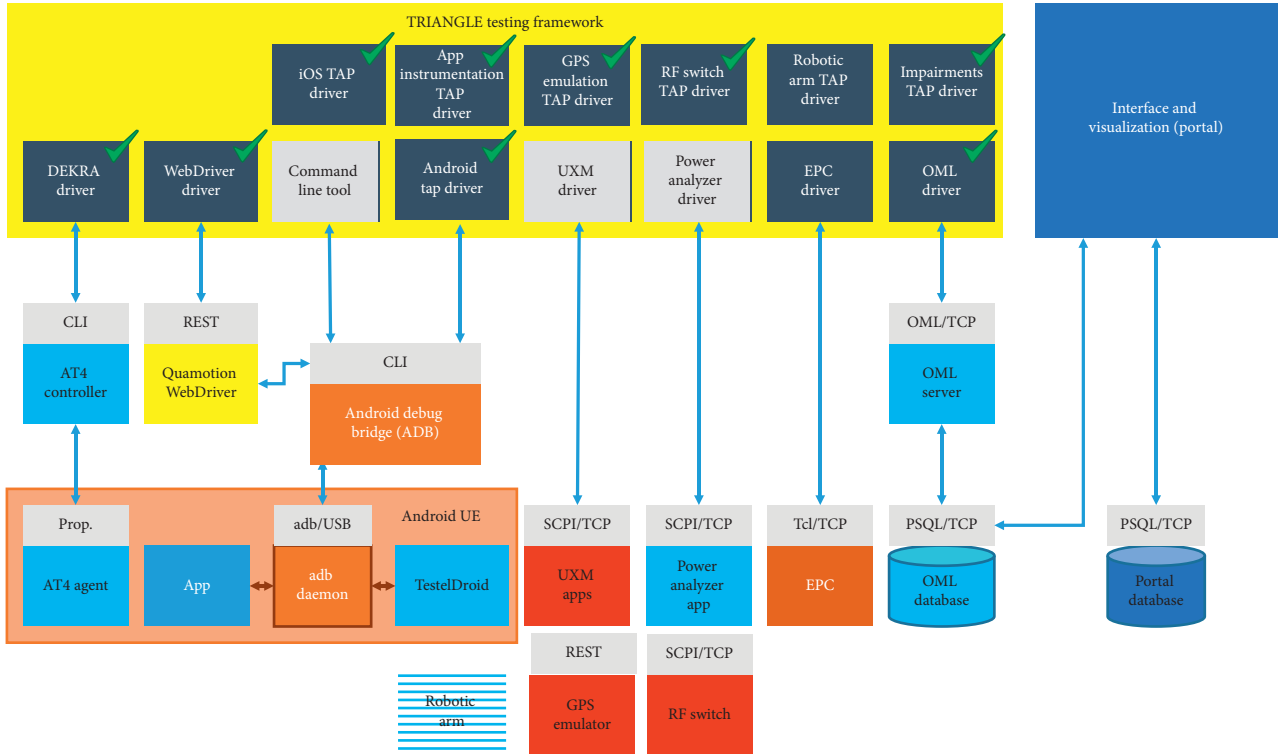 TRIANGLE testing framework
iOS TAP
driver
App
instrumentation
TAP
driver
GPS
emulation
TAP driver
RF switch
TAP driver
Robotic
arm TAP
driver
Impairments
TAP driver
Interface and
visualization (portal)
DEKRA
driver
WebDriver
driver
Command
line tool
Android
tap driver
UXM
driver
Power
analyzer
driver
EPC
driver
OML
driver
CLI
AT4
controller
REST
Quamotion
WebDriver
CLI
Android debug
bridge (ADB)
OML/TCP
OML
server
Prop.
AT4 agent
App
adb/USB
adb
daemon
Android UE
TestelDroid
SCPI/TCP
UXM
apps
SCPI/TCP
Power
analyzer
app
Tcl/TCP
EPC
PSQL/TCP
OML
database
PSQL/TCP
Portal
database
Robotic
arm
REST
GPS
emulator
SCPI/TCP
RF switch